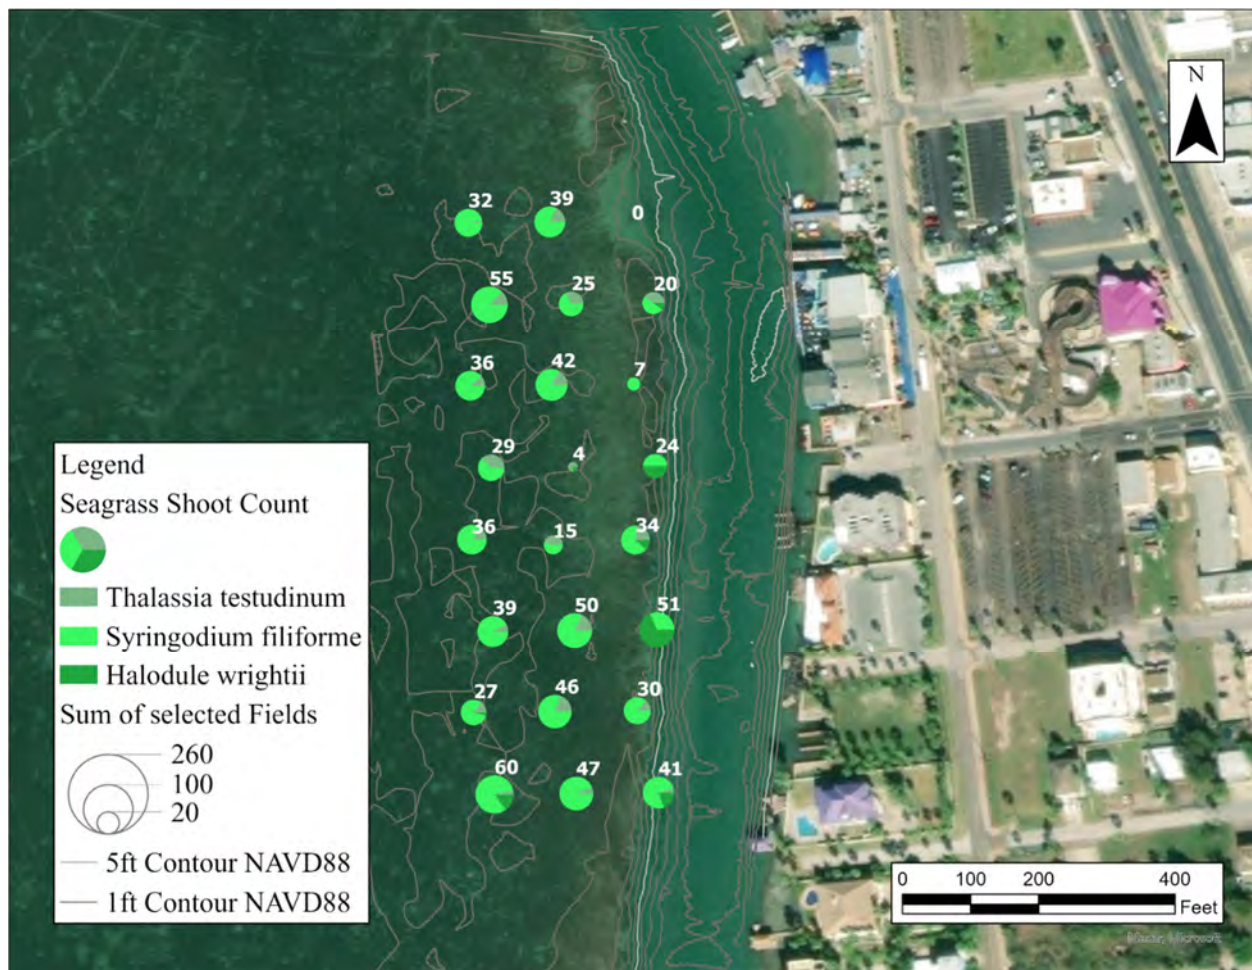 N
32
39
0
55
25
20
36
42
7
29
4
24
36
15
34
39
50
51
27
46
30
60
47
41
Legend
Seagrass Shoot Count
Thalassia testudinum
Syringodium filiforme
Halodule wrightii
Sum of selected Fields
260
100
20
5ft Contour NAVD88
1ft Contour NAVD88
0 100 200 400
Feet
Maxar, Microsoft